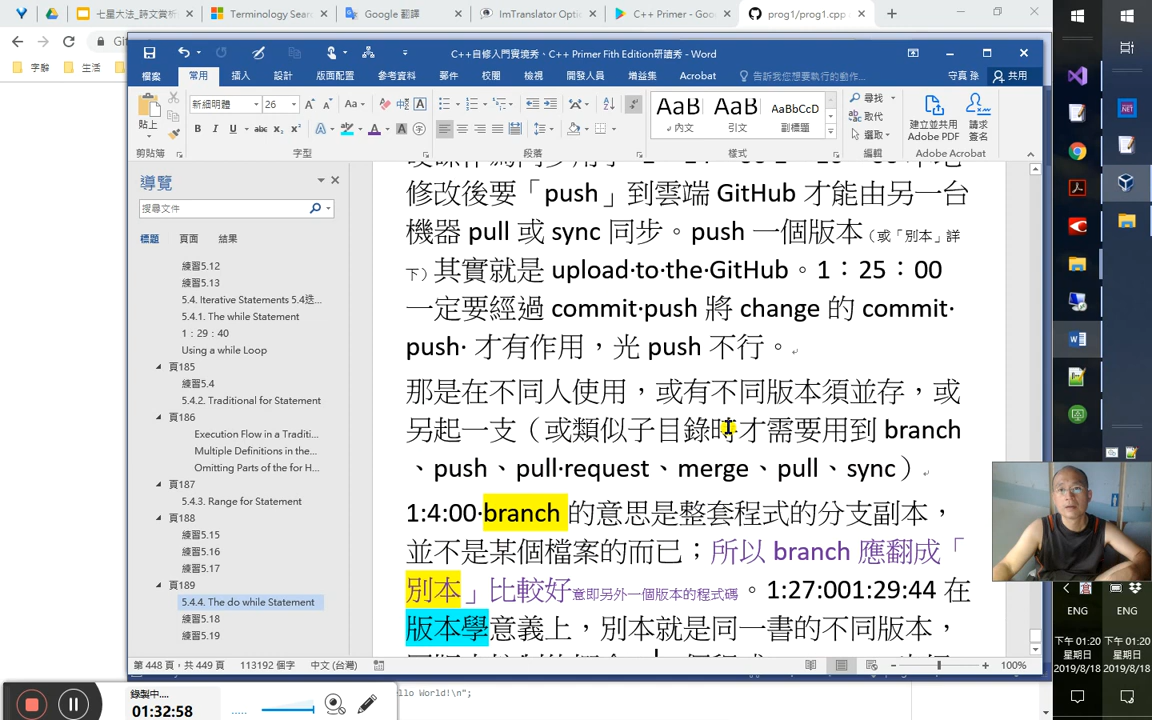 七星大法_詩文賞析
Terminology Sear
Google 翻譯
ImTranslator Optio
C++ Primer - Goo
prog1/prog1.cpp
字辭
生活
C++自修入門實境秀、C++ Primer Fith Edition研讀秀 - Word
檔案 常用 插入 設計 版面配置 參考資料 郵件 校閱 檢視 開發人員 增益集 Acrobat 告訴我您想要執行的動作... 守真 孫 共用
貼上
新細明體 26
AaBb AaBb AaBbCcD
內文 引文 副標題
尋找
取代
選取
建立並共用 Adobe PDF
請求簽名
剪貼簿 字型 段落 樣式 編輯 Adobe Acrobat
導覽
搜尋文件
標題 頁面 結果
練習5.12
練習5.13
5.4. Iterative Statements 5.4迭...
5.4.1. The while Statement
1：29：40
Using a while Loop
頁185
練習5.4
5.4.2. Traditional for Statement
頁186
Execution Flow in a Traditi...
Multiple Definitions in the...
Omitting Parts of the for H...
頁187
5.4.3. Range for Statement
頁188
練習5.15
練習5.16
練習5.17
頁189
5.4.4. The do while Statement
練習5.18
練習5.19
修改後要「push」到雲端 GitHub 才能由另一台
機器 pull 或 sync 同步。push 一個版本（或「別本」詳
下）其實就是 upload·to·the·GitHub。1：25：00
一定要經過 commit·push 將 change 的 commit·
push· 才有作用，光 push 不行。
那是在不同人使用，或有不同版本須並存，或
另起一支（或類似子目錄時才需要用到 branch
、push、pull·request、merge、pull、sync）
1:4:00·branch 的意思是整套程式的分支副本，
並不是某個檔案的而已；所以 branch 應翻成「
別本」比較好意即另外一個版本的程式碼。1:27:001:29:44 在
版本學意義上，別本就是同一書的不同版本，
第 448 頁，共 449 頁 113192 個字 中文 (台灣) 100%
錄製中...
01:32:58
ello World!\n";
ENG ENG
下午 01:20 下午 01:20
星期日 星期日
2019/8/18 2019/8/18